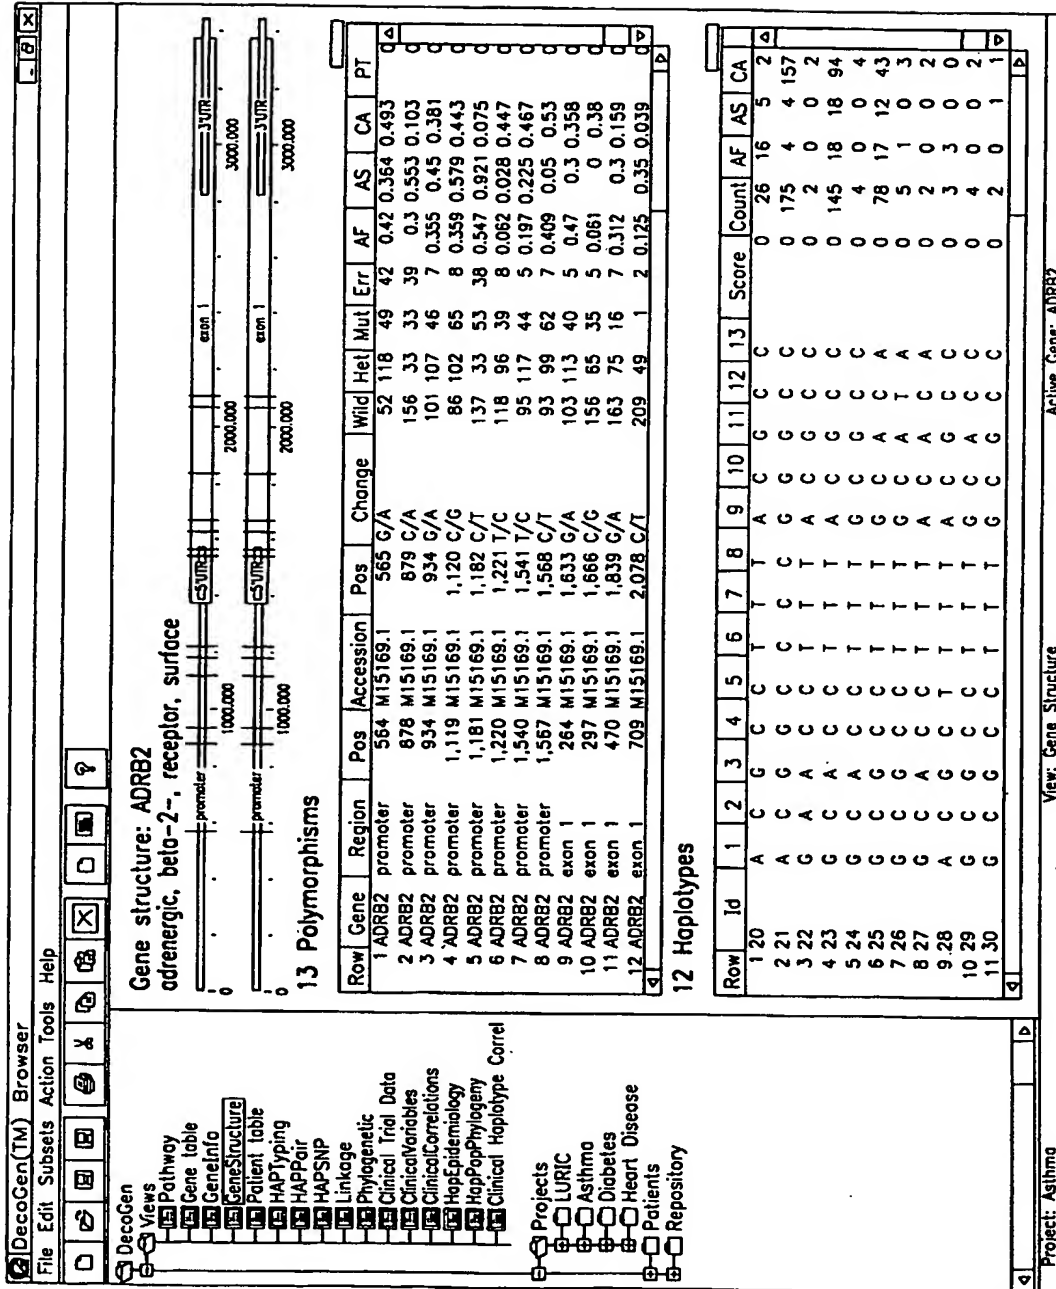 DecoGen(TM) Browser
File Edit Subsets Action Tools Help
DecoGen
Views
Pathway
Gene table
GeneInfo
GeneStructure
Patient table
HAPTyping
HAPPair
HAPSNP
Linkage
Phylogenetic
Clinical Trial Data
ClinicalVariables
ClinicalCorrelations
HapEpidemiology
HapPopPhylogeny
Clinical Haplotype Correl
Projects
LURIC
Asthma
Diabetes
Heart Disease
Patients
Repository
Gene structure: ADRB2
adrenergic, beta-2-, receptor, surface
promoter 5'UTR exon 1 3'UTR
0 1000.000 2000.000 3000.000
promoter 5'UTR 3'UTR
0 1000.000 2000.000 3000.000
13 Polymorphisms
Row Gene Region Pos Accession Pos Change Wild Het Mut Err AF AS CA PT
1 ADRB2 promoter 564 M15169.1 565 G/A 52 118 49 42 0.42 0.364 0.493 0
2 ADRB2 promoter 878 M15169.1 879 C/A 156 33 33 39 0.3 0.553 0.103 0
3 ADRB2 promoter 934 M15169.1 934 G/A 101 107 46 7 0.355 0.45 0.381 0
4 ADRB2 promoter 1,119 M15169.1 1,120 C/G 86 102 65 8 0.359 0.579 0.443 0
5 ADRB2 promoter 1,181 M15169.1 1,182 C/T 137 33 53 38 0.547 0.921 0.075 0
6 ADRB2 promoter 1,220 M15169.1 1,221 T/C 118 96 39 8 0.062 0.028 0.447 0
7 ADRB2 promoter 1,540 M15169.1 1,541 T/C 95 117 44 5 0.197 0.225 0.467 0
8 ADRB2 promoter 1,567 M15169.1 1,568 C/T 93 99 62 7 0.409 0.05 0.53 0
9 ADRB2 exon 1 264 M15169.1 1,633 G/A 103 113 40 5 0.47 0.3 0.358 0
10 ADRB2 exon 1 297 M15169.1 1,666 C/G 156 65 35 5 0.061 0 0.38 0
11 ADRB2 exon 1 470 M15169.1 1,839 G/A 163 75 16 7 0.312 0.3 0.159 0
12 ADRB2 exon 1 709 M15169.1 2,078 C/T 209 49 1 2 0.125 0.35 0.039 0
12 Haplotypes
Row Id 1 2 3 4 5 6 7 8 9 10 11 12 13 Score Count AF AS CA
1 20 A C G C C T T T A C G C C 0 26 16 5 2
2 21 A C G G C C C C G G G C C 0 175 4 4 157
3 22 G A A C C T T T A C G C C 0 2 0 0 2
4 23 G C A C C T T T A C G C C 0 145 18 18 94
5 24 G C A C C T T T G C G C C 0 4 0 0 4
6 25 G C G C C T T T G C A C A 0 78 17 12 43
7 26 G C G C C T T T G C A T A 0 5 1 0 3
8 27 G C A C C T T T A C A C A 0 2 0 0 2
9.28 A C G C T T T T A C G C C 0 3 3 0 0
10 29 G C G C C T T T G C A C C 0 4 0 0 2
11 30 G C G C C T T T G C G C C 0 2 0 1 1
Project: Asthma View: Gene Structure Active Gene: ADRB2